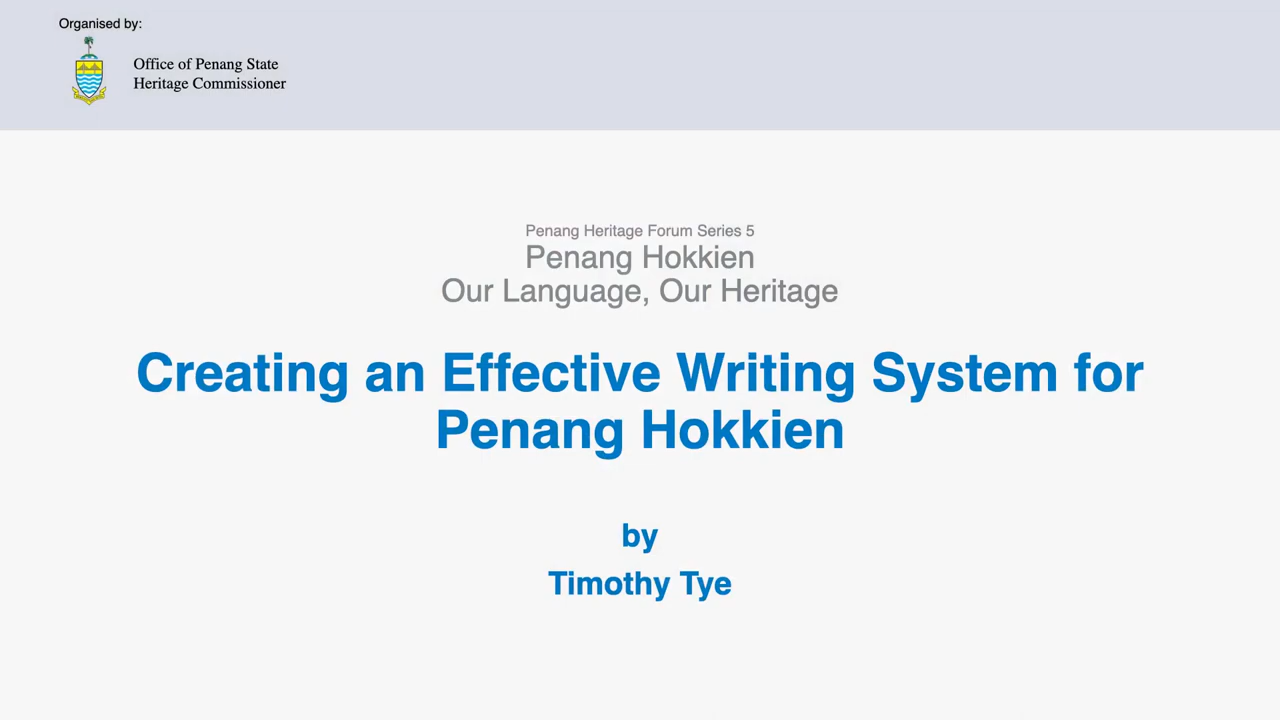 Organised by:
Office of Penang State
Heritage Commissioner
Penang Heritage Forum Series 5
Penang Hokkien
Our Language, Our Heritage
Creating an Effective Writing System for
Penang Hokkien
by
Timothy Tye